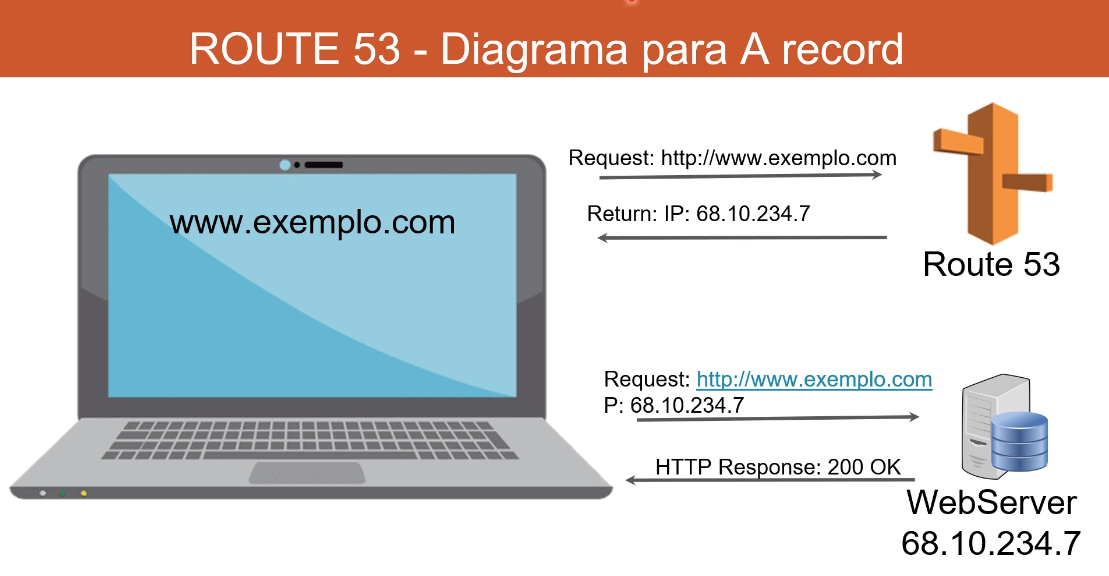 ROUTE 53 - Diagrama para A record
www.exemplo.com
Request: http://www.exemplo.com
Return: IP: 68.10.234.7
Route 53
Request: http://www.exemplo.com
P: 68.10.234.7
HTTP Response: 200 OK
WebServer
68.10.234.7